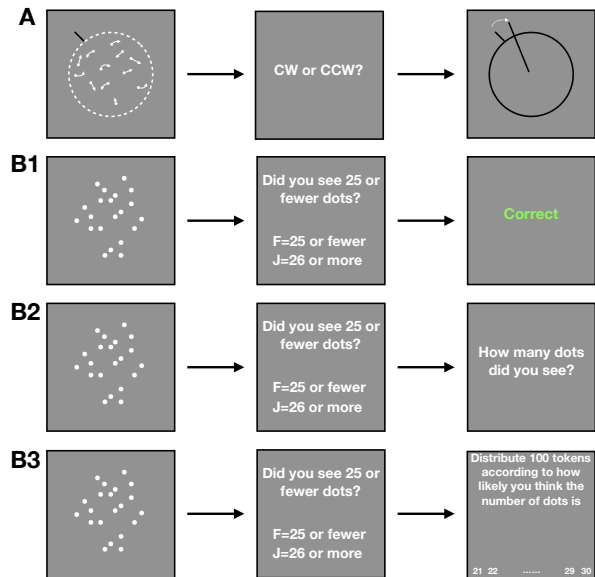 A
CW or CCW?
B1
Did you see 25 or
fewer dots?
F=25 or fewer
J=26 or more
Correct
B2
Did you see 25 or
fewer dots?
F=25 or fewer
J=26 or more
How many dots
did you see?
B3
Did you see 25 or
fewer dots?
F=25 or fewer
J=26 or more
Distribute 100 tokens
according to how
likely you think the
number of dots is
21 22 ...... 29 30